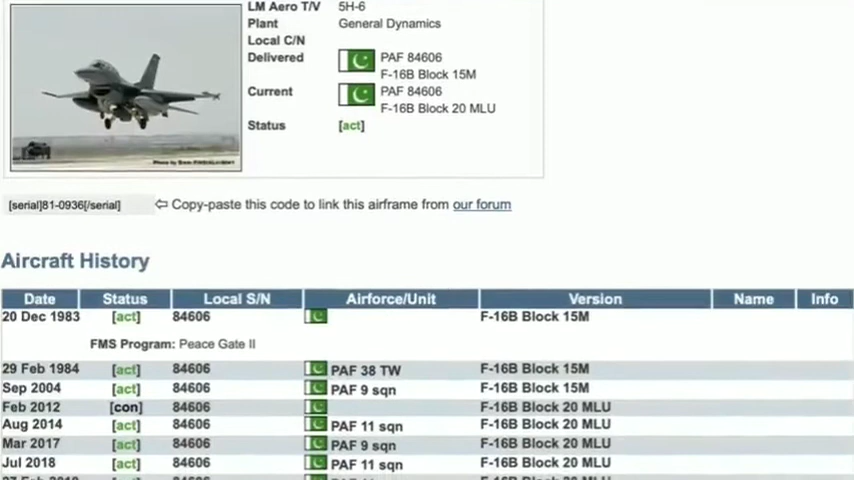 LM Aero T/V 5H-6
Plant General Dynamics
Local C/N
Delivered PAF 84606
F-16B Block 15M
Current PAF 84606
F-16B Block 20 MLU
Status [act]
[serial]81-0936[/serial] ⇦ Copy-paste this code to link this airframe from our forum
Aircraft History
Date Status Local S/N Airforce/Unit Version Name Info
20 Dec 1983 [act] 84606 F-16B Block 15M
FMS Program: Peace Gate II
29 Feb 1984 [act] 84606 PAF 38 TW F-16B Block 15M
Sep 2004 [act] 84606 PAF 9 sqn F-16B Block 15M
Feb 2012 [con] 84606 F-16B Block 20 MLU
Aug 2014 [act] 84606 PAF 11 sqn F-16B Block 20 MLU
Mar 2017 [act] 84606 PAF 9 sqn F-16B Block 20 MLU
Jul 2018 [act] 84606 PAF 11 sqn F-16B Block 20 MLU